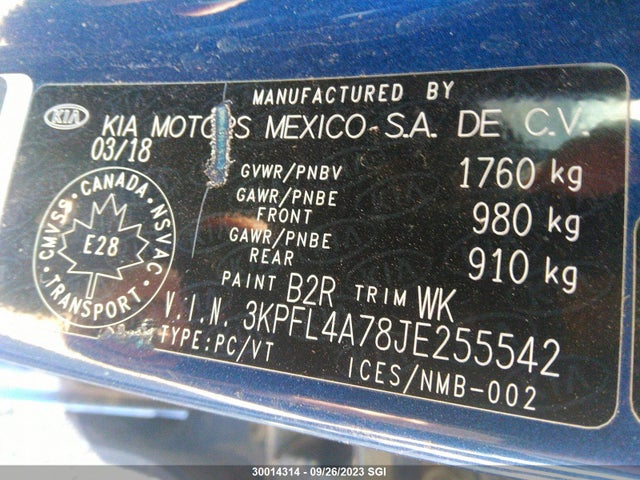 MANUFACTURED BY
KIA KIA MOTORS MEXICO S.A. DE C.V.
03/18
GVWR/PNBV 1760 kg
GAWR/PNBE FRONT 980 kg
GAWR/PNBE REAR 910 kg
PAINT B2R TRIM WK
V.I.N. 3KPFL4A78JE255542
TYPE:PC/VT ICES/NMB-002
CANADA
CMVSS NSVAC
E28
TRANSPORT
30014314 - 09/26/2023 SGI